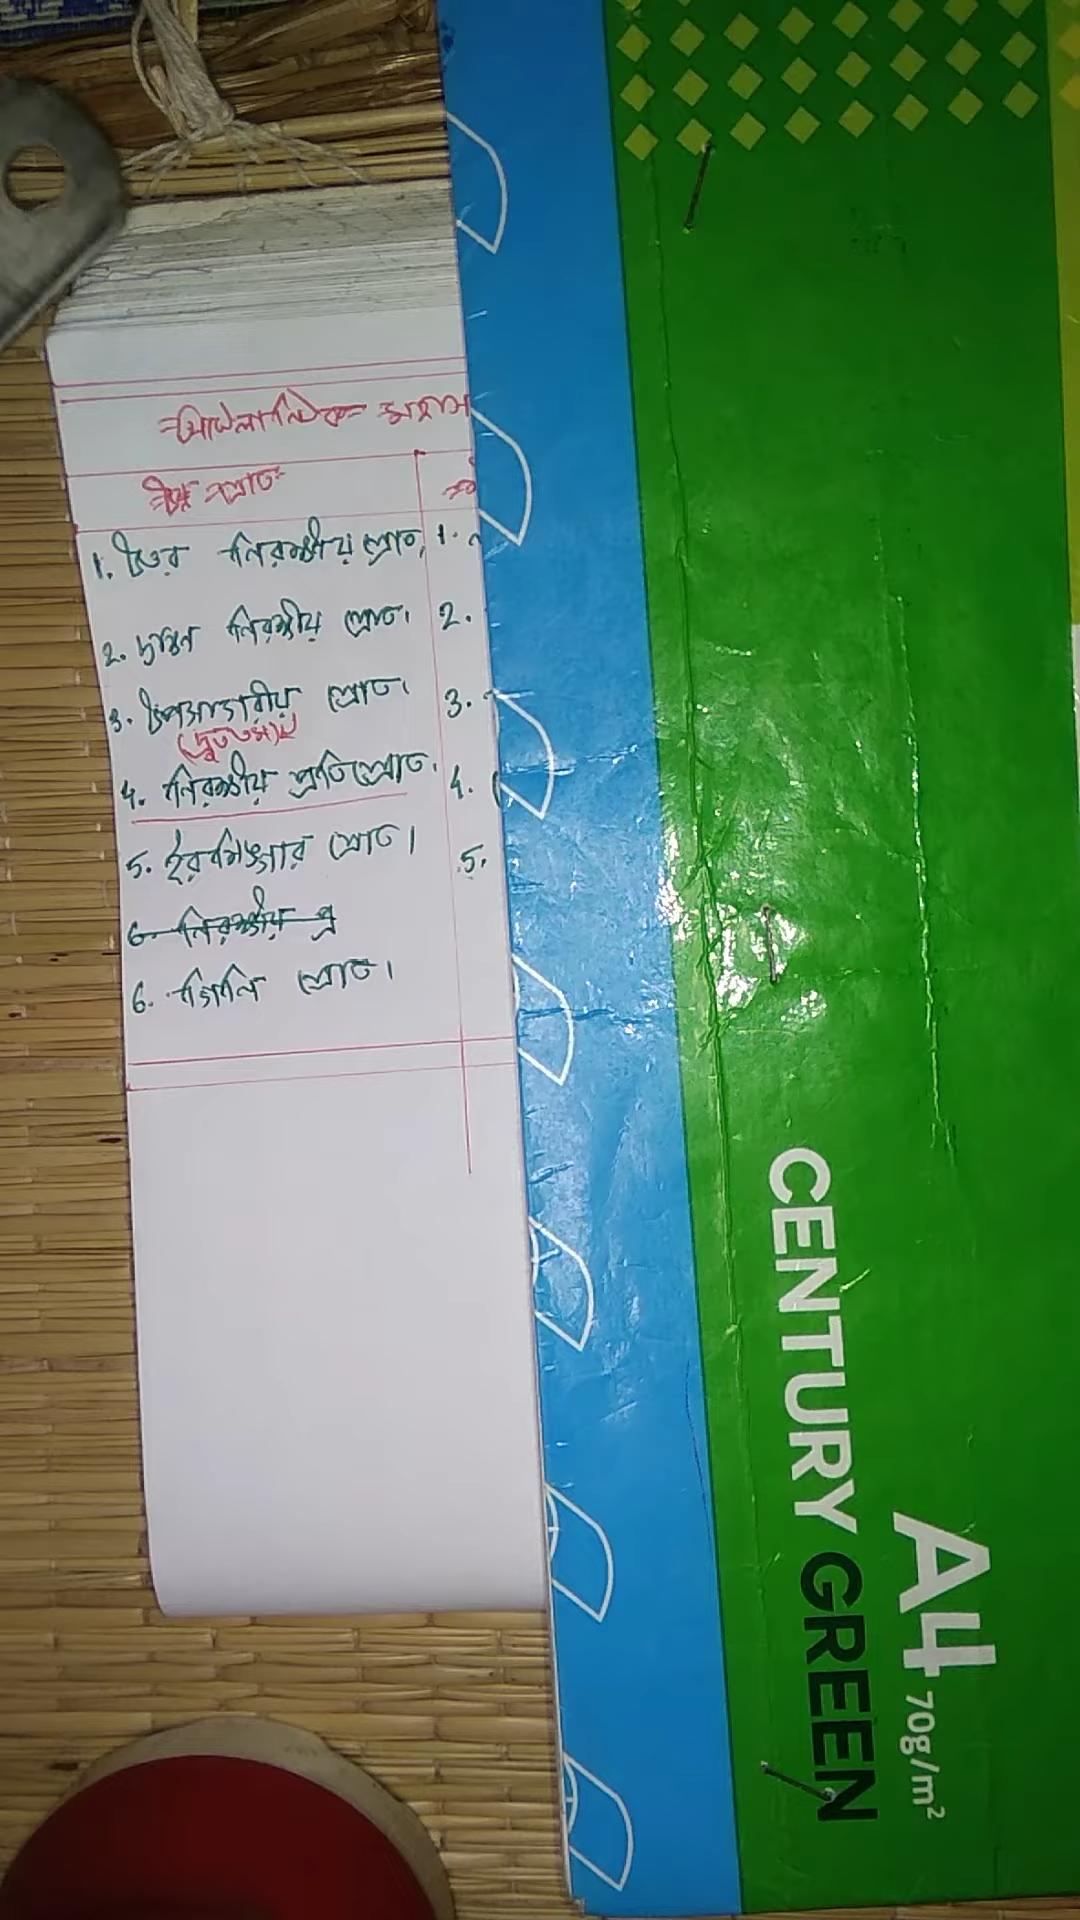 আটলান্টিক মহাসা
উষ্ণ স্রোত
1. উত্তর নিরক্ষীয় স্রোত। 1.
2. দক্ষিণ নিরক্ষীয় স্রোত। 2.
3. উপসাগরীয় স্রোত। 3.
(দ্রুততম)
4. নিরক্ষীয় প্রতিস্রোত। 4.
5. ইরমিঙ্গার স্রোত। 5.
6. নিরক্ষীয় প্র
6. গিনি স্রোত।
CENTURY GREEN
A4 70g/m²